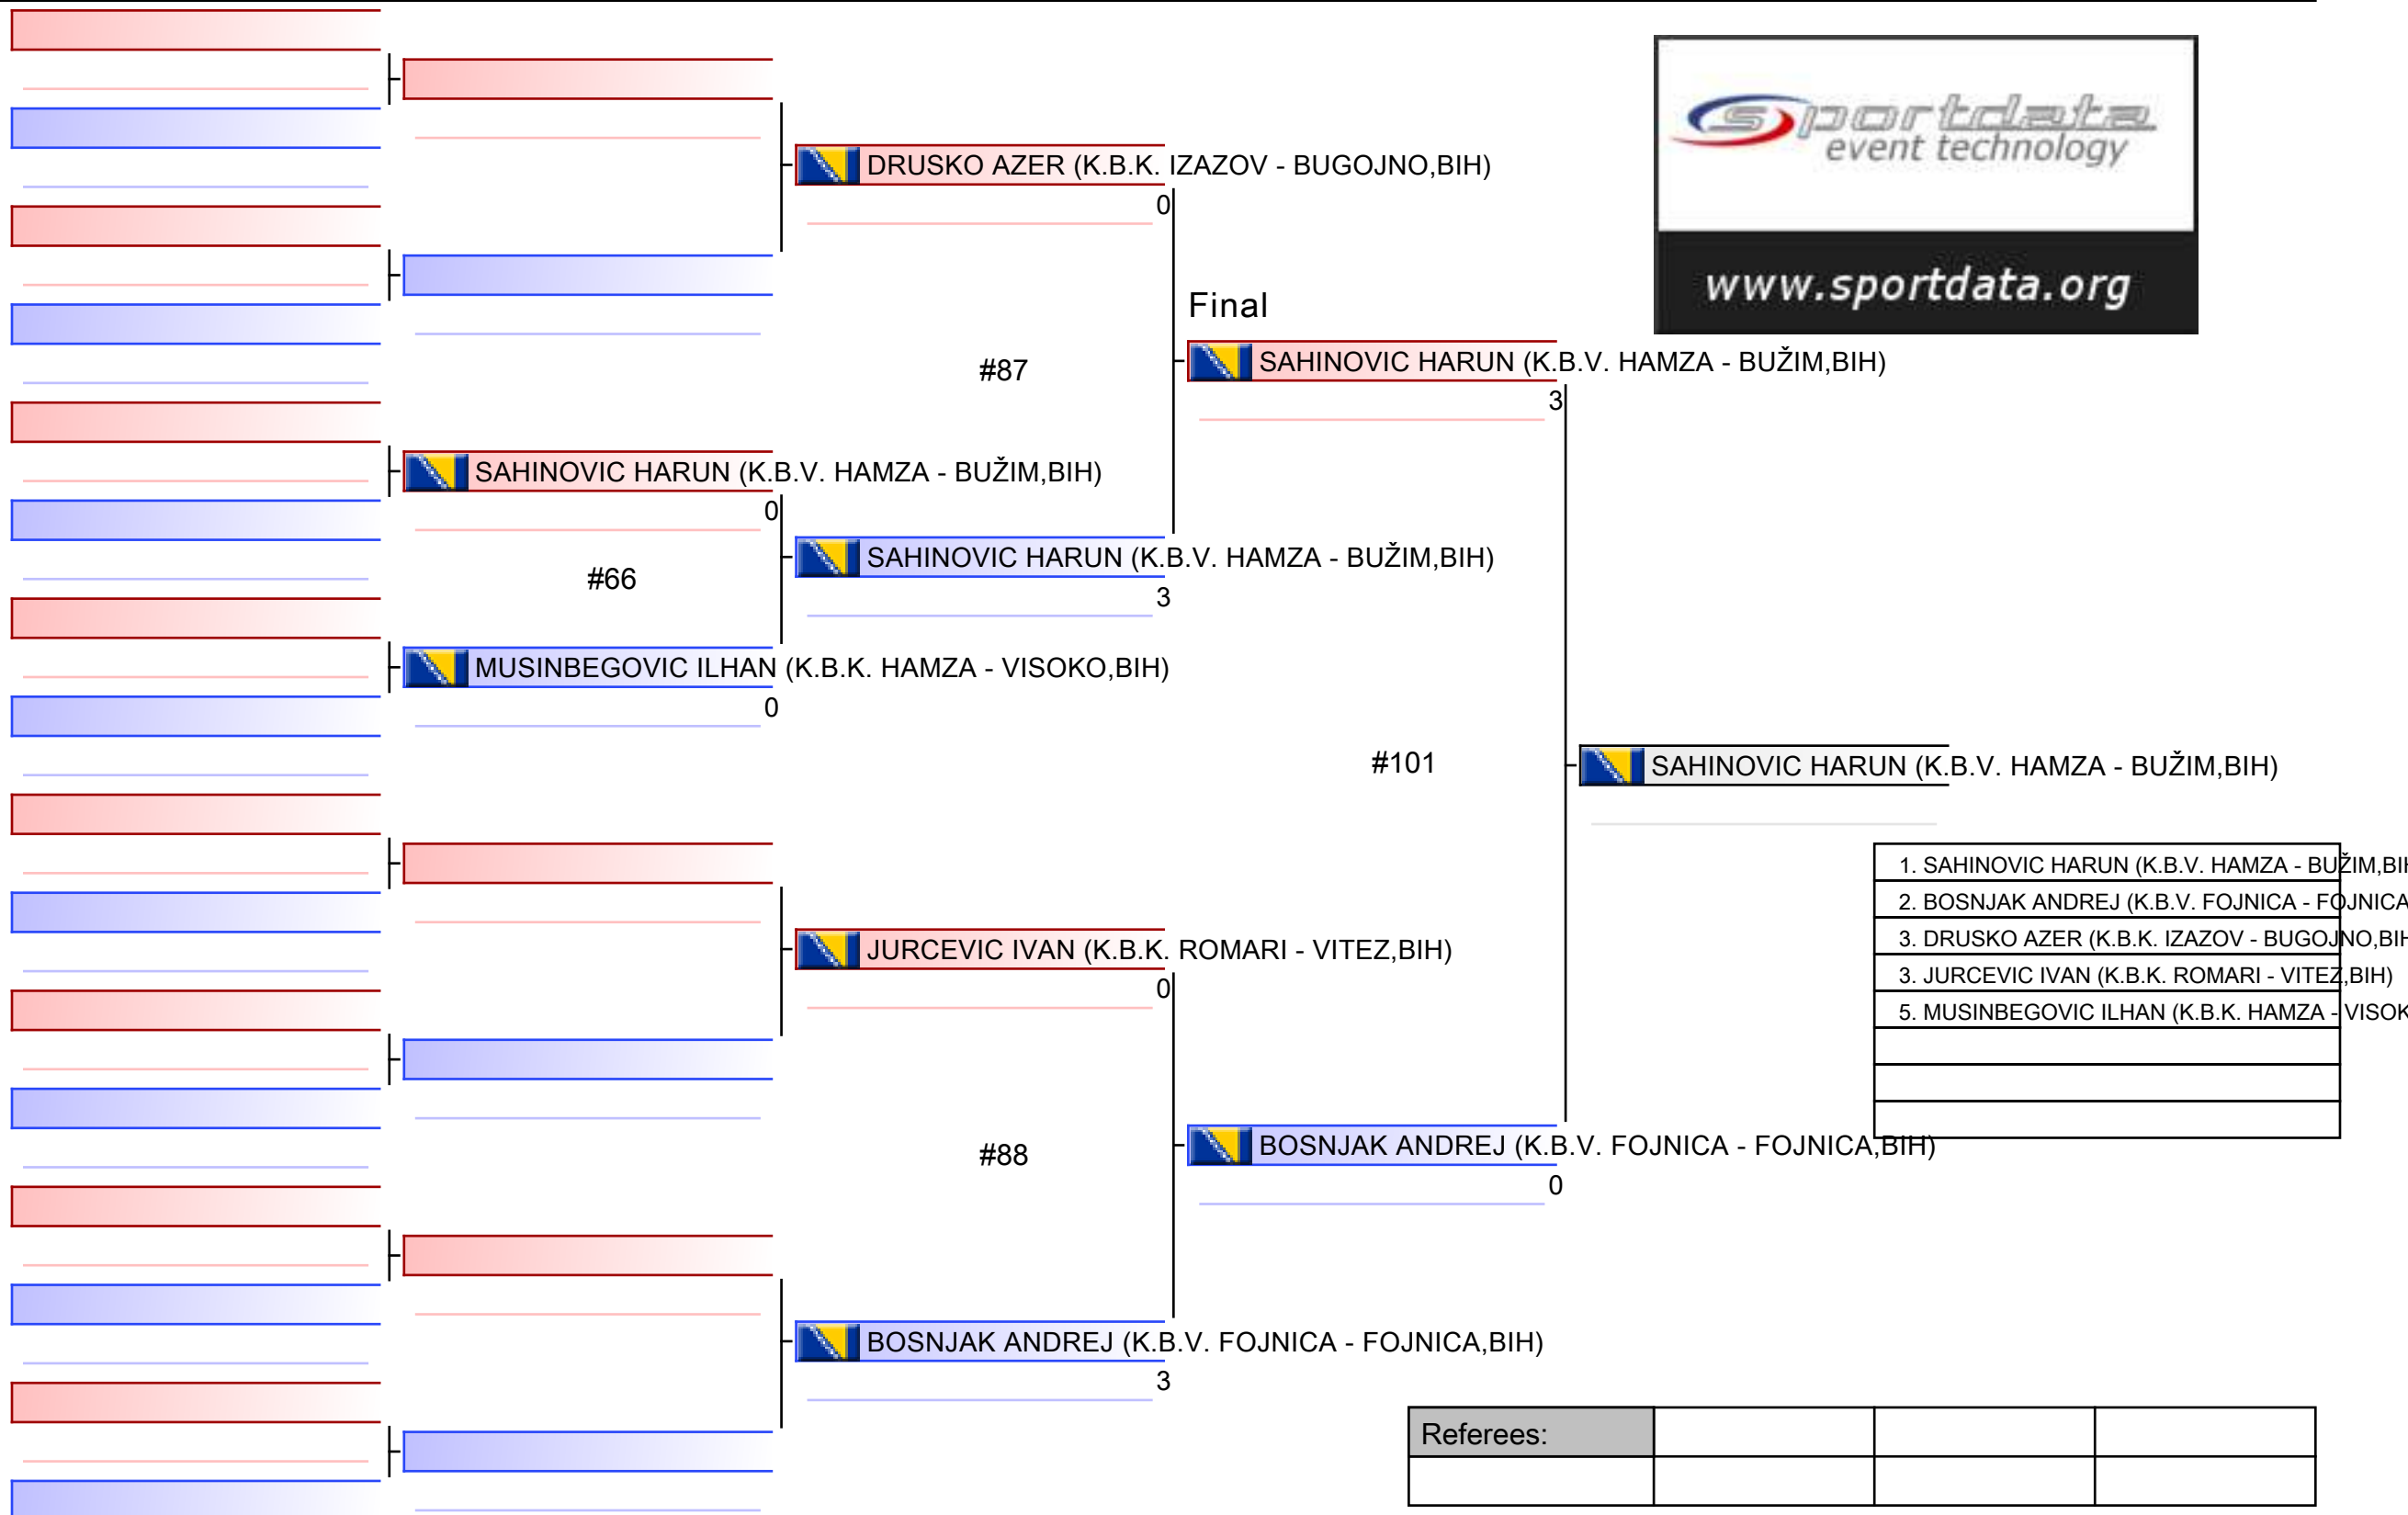 sportdata
event technology
www.sportdata.org
DRUSKO AZER (K.B.K. IZAZOV - BUGOJNO,BIH)
0
Final
#87
SAHINOVIC HARUN (K.B.V. HAMZA - BUŽIM,BIH)
3
SAHINOVIC HARUN (K.B.V. HAMZA - BUŽIM,BIH)
0
#66
SAHINOVIC HARUN (K.B.V. HAMZA - BUŽIM,BIH)
3
MUSINBEGOVIC ILHAN (K.B.K. HAMZA - VISOKO,BIH)
0
#101
SAHINOVIC HARUN (K.B.V. HAMZA - BUŽIM,BIH)
1. SAHINOVIC HARUN (K.B.V. HAMZA - BUŽIM,BIH
2. BOSNJAK ANDREJ (K.B.V. FOJNICA - FOJNICA
3. DRUSKO AZER (K.B.K. IZAZOV - BUGOJNO,BIH
3. JURCEVIC IVAN (K.B.K. ROMARI - VITEZ,BIH)
5. MUSINBEGOVIC ILHAN (K.B.K. HAMZA - VISOK
JURCEVIC IVAN (K.B.K. ROMARI - VITEZ,BIH)
0
#88
BOSNJAK ANDREJ (K.B.V. FOJNICA - FOJNICA,BIH)
0
BOSNJAK ANDREJ (K.B.V. FOJNICA - FOJNICA,BIH)
3
Referees: